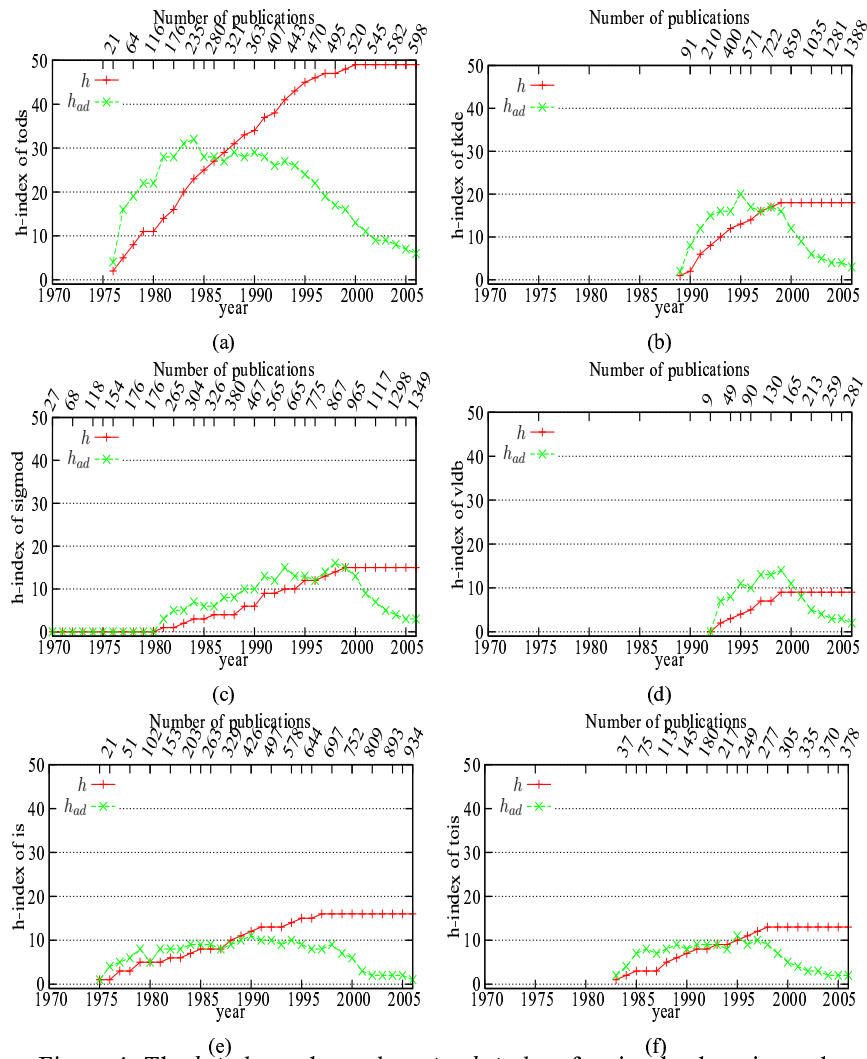 Number of publications
21 64 116 176 235 280 321 363 407 443 470 495 520 545 582 598
h
h_ad
50
40
30
20
10
0
h-index of tods
1970 1975 1980 1985 1990 1995 2000 2005
year
(a)
Number of publications
91 210 400 571 722 859 1035 1281 1388
h
h_ad
50
40
30
20
10
0
h-index of tkde
1970 1975 1980 1985 1990 1995 2000 2005
year
(b)
Number of publications
27 68 118 154 176 176 265 304 326 380 467 565 665 775 867 965 1117 1298 1349
h
h_ad
50
40
30
20
10
0
h-index of sigmod
1970 1975 1980 1985 1990 1995 2000 2005
year
(c)
Number of publications
9 49 90 130 165 213 259 281
h
h_ad
50
40
30
20
10
0
h-index of vldb
1970 1975 1980 1985 1990 1995 2000 2005
year
(d)
Number of publications
21 51 102 153 203 263 329 426 497 578 644 697 752 809 893 934
h
h_ad
50
40
30
20
10
0
h-index of is
1970 1975 1980 1985 1990 1995 2000 2005
year
(e)
Number of publications
37 75 113 145 180 217 249 277 305 335 370 378
h
h_ad
50
40
30
20
10
0
h-index of tois
1970 1975 1980 1985 1990 1995 2000 2005
year
(f)